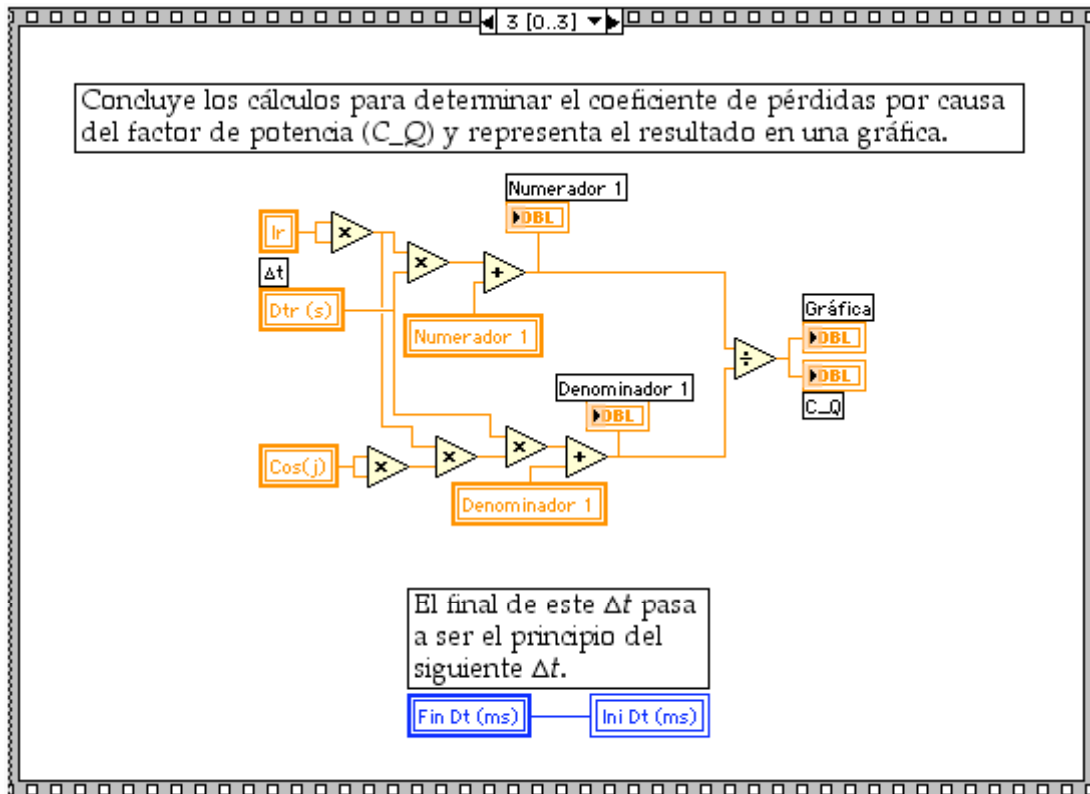 3 [0..3]
Concluye los cálculos para determinar el coeficiente de pérdidas por causa
del factor de potencia (C_Q) y representa el resultado en una gráfica.
Numerador 1
DBL
Ir
×
×
+
Δt
Dtr (s)
Numerador 1
Gráfica
DBL
÷
DBL
C_Q
Denominador 1
DBL
Cos(j)
×
×
×
+
Denominador 1
El final de este Δt pasa
a ser el principio del
siguiente Δt.
Fin Dt (ms)
Ini Dt (ms)